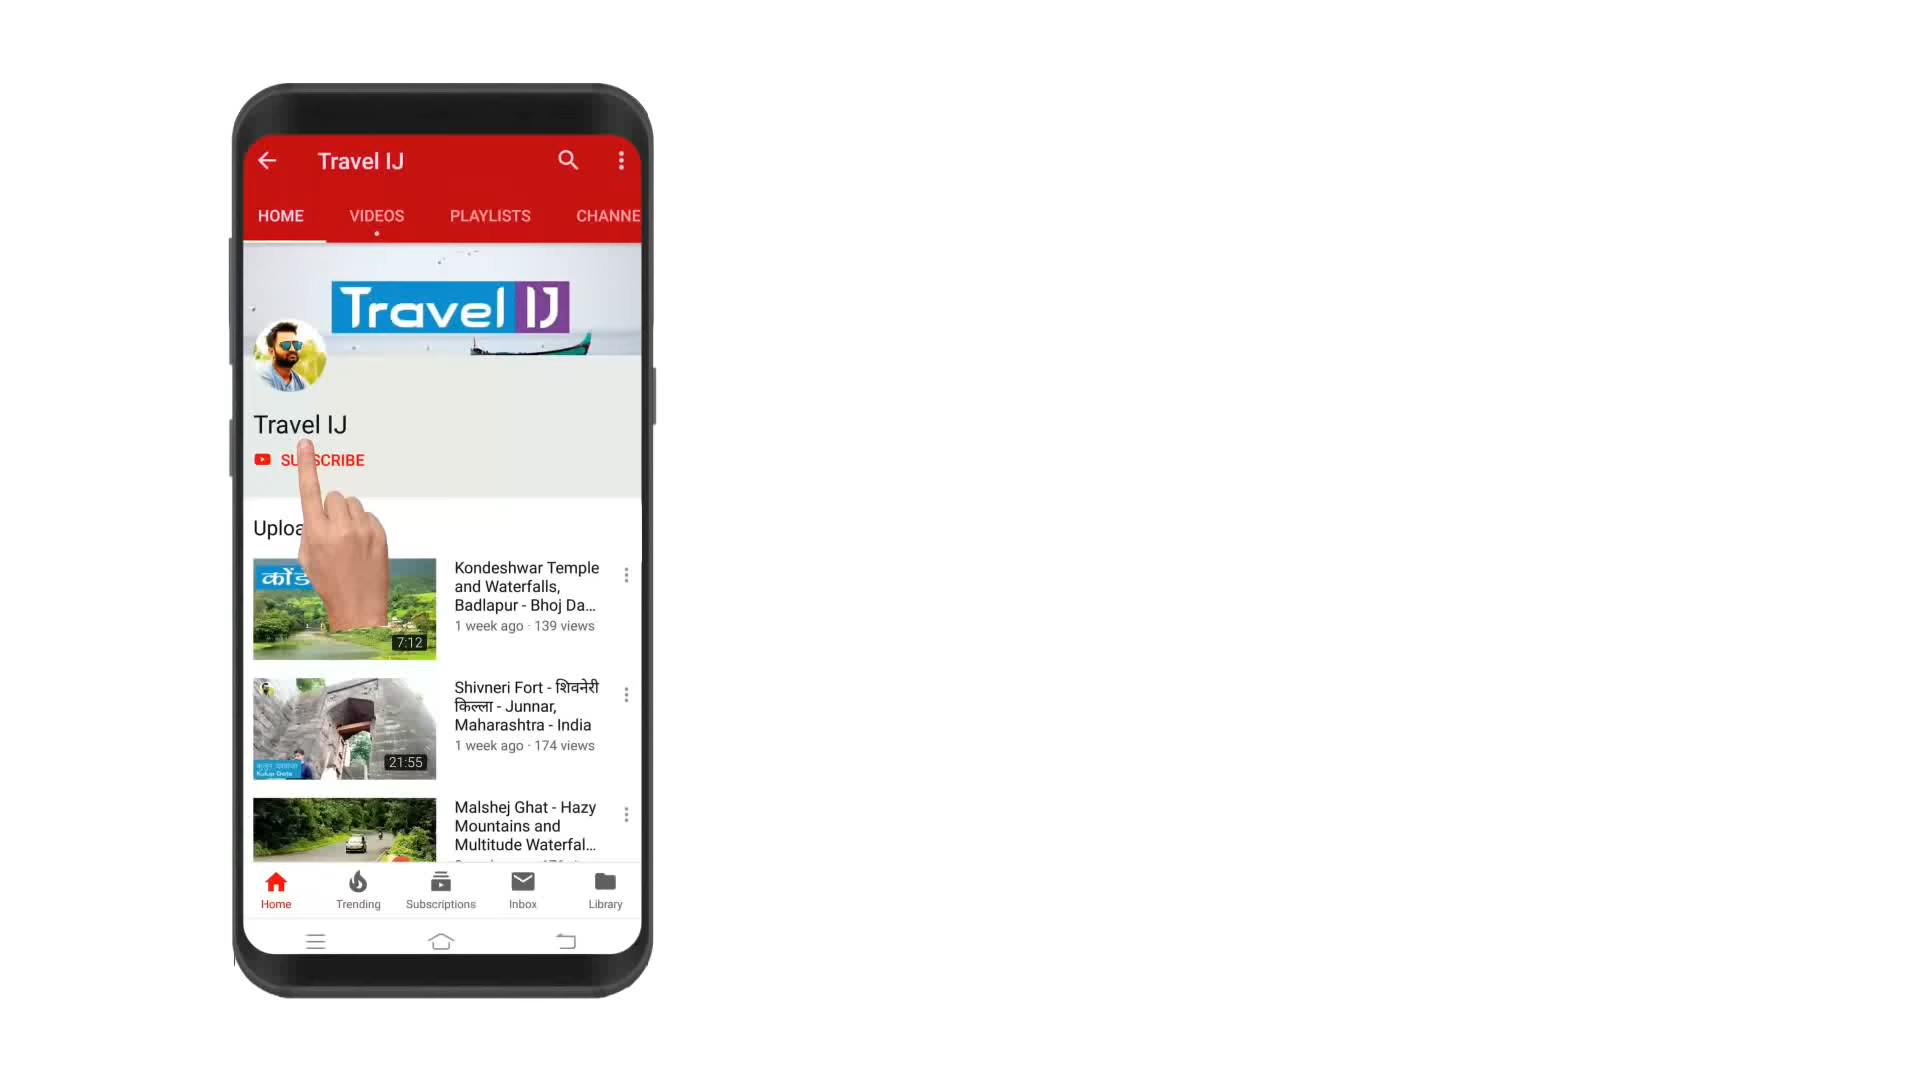 Travel IJ
HOME VIDEOS PLAYLISTS CHANNE
Travel IJ
Travel IJ
SUBSCRIBE
Uploa
कोंड
7:12
Kondeshwar Temple
and Waterfalls,
Badlapur - Bhoj Da...
1 week ago · 139 views
21:55
Shivneri Fort - शिवनेरी
किल्ला - Junnar,
Maharashtra - India
1 week ago · 174 views
Malshej Ghat - Hazy
Mountains and
Multitude Waterfal...
Home Trending Subscriptions Inbox Library